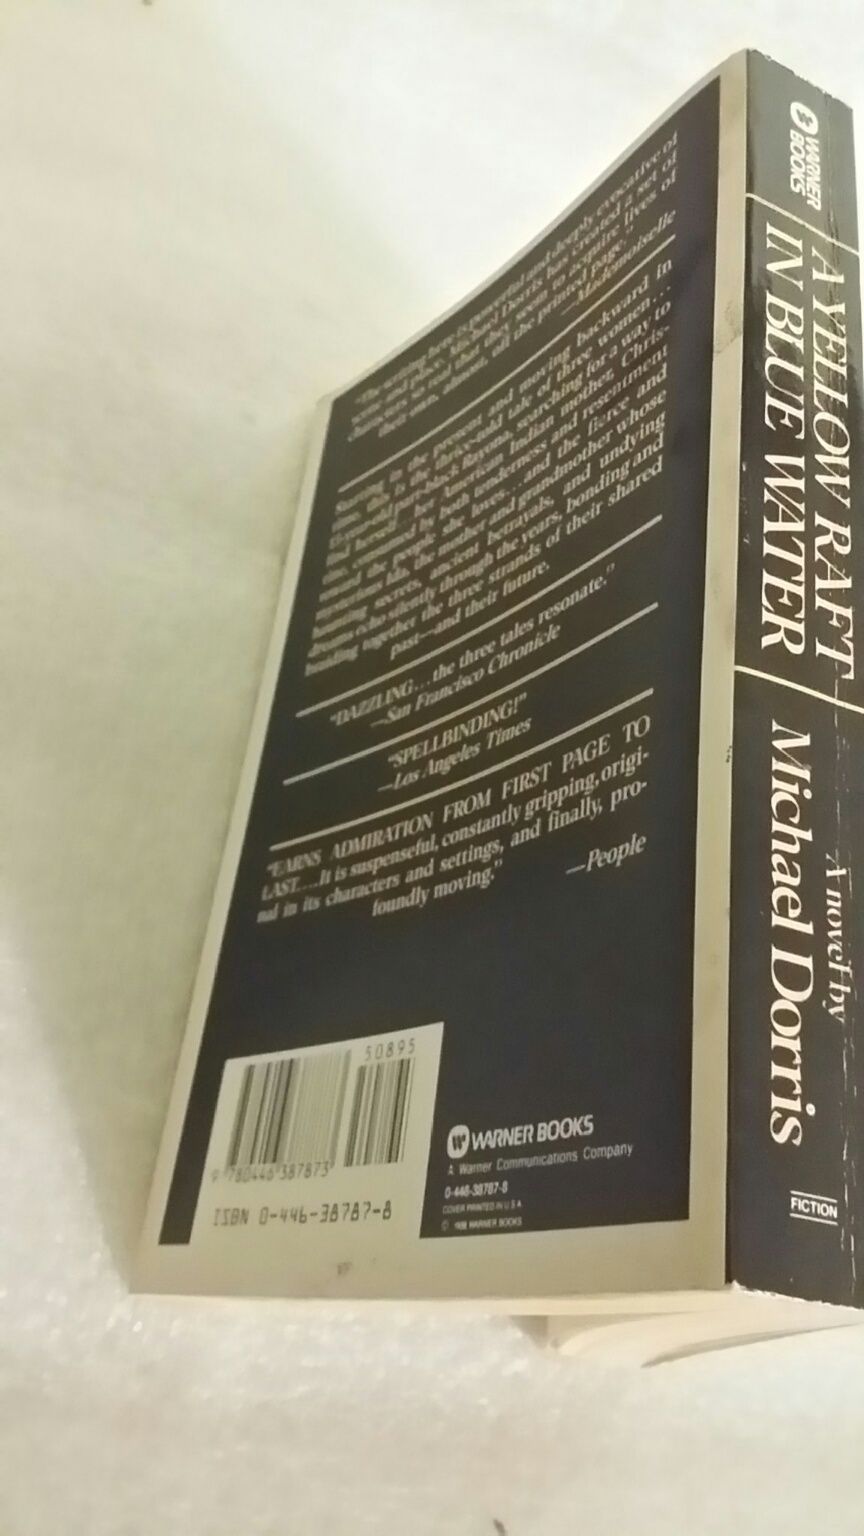 "The writing here is powerful and deeply evocative of
time and place. Michael Dorris has created a set of
characters so real that they seem to acquire lives of
their own, almost, off the printed page."
—Mademoiselle
Starting in the present and moving backward in
time, this is the thrice-told tale of three women...
15-year-old part-black Rayona, searching for a way to
find herself... her American Indian mother, Chris-
tine, consumed by both tenderness and resentment
toward the people she loves... and the fierce and
mysterious Ida, the mother and grandmother whose
haunting secrets, ancient betrayals, and undying
dreams echo silently through the years, bonding and
braiding together the three strands of their shared
past—and their future.
"DAZZLING...the three tales resonate."
—San Francisco Chronicle
"SPELLBINDING!"
—Los Angeles Times
"EARNS ADMIRATION FROM FIRST PAGE TO
LAST....It is suspenseful, constantly gripping, origi-
nal in its characters and settings, and finally, pro-
foundly moving."
—People
50895
9 780446 387873
ISBN 0-446-38787-8
WARNER BOOKS
A Warner Communications Company
0-446-38787-8
COVER PRINTED IN U.S.A.
© 1988 WARNER BOOKS
WARNER
BOOKS
A YELLOW RAFT
IN BLUE WATER
A novel by
Michael Dorris
FICTION